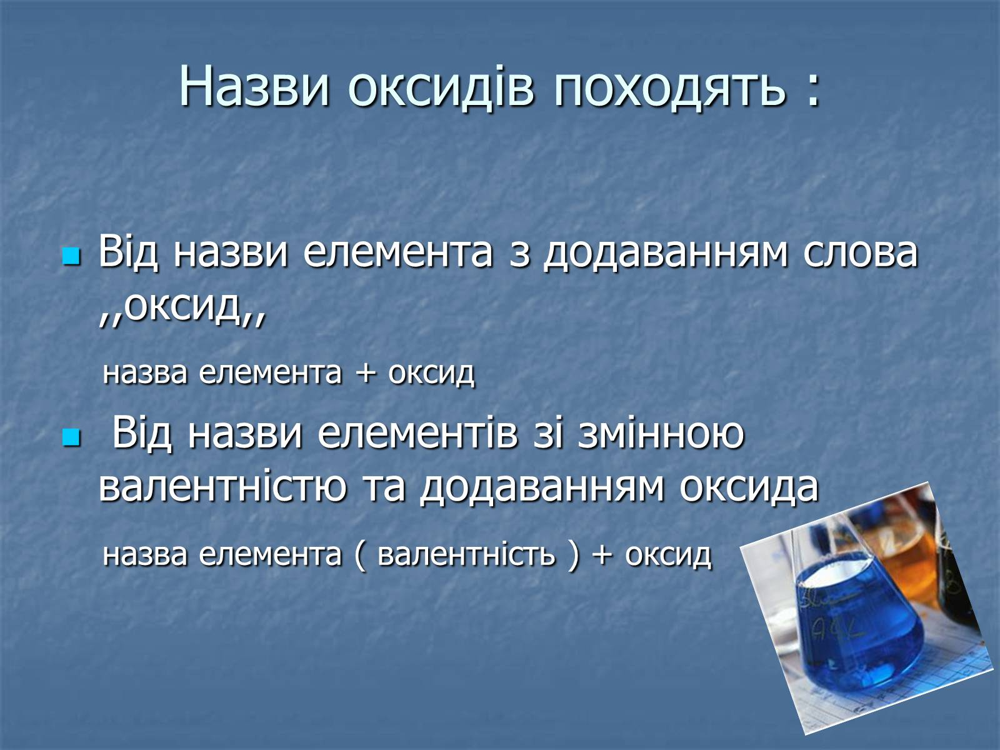 Назви оксидів походять :
Від назви елемента з додаванням слова
,,оксид,,
назва елемента + оксид
Від назви елементів зі змінною
валентністю та додаванням оксида
назва елемента ( валентність ) + оксид